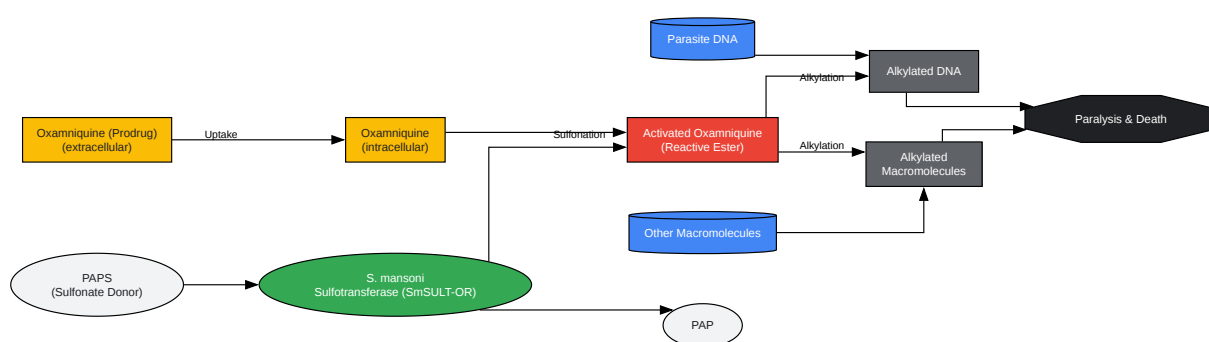 Parasite DNA
Alkylated DNA
Alkylation
Oxamniquine (Prodrug)
(extracellular)
Uptake
Oxamniquine
(intracellular)
Sulfonation
Activated Oxamniquine
(Reactive Ester)
Alkylation
Alkylated
Macromolecules
Paralysis & Death
Other Macromolecules
PAPS
(Sulfonate Donor)
S. mansoni
Sulfotransferase (SmSULT-OR)
PAP